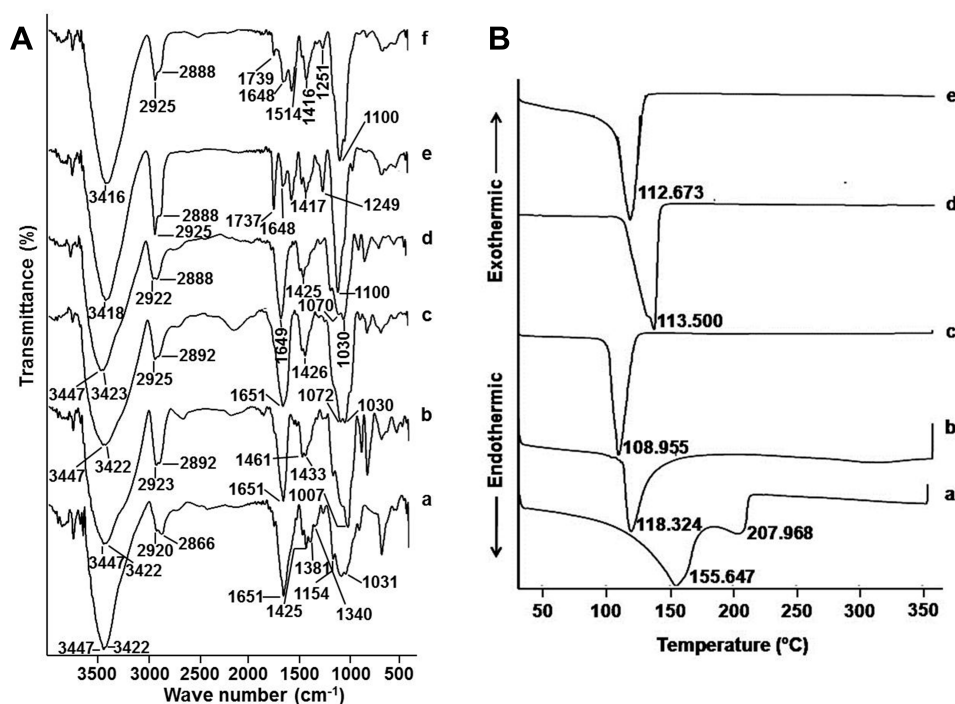 A
f
2888
2925
1739
1648
1514
1416
1251
1100
3416
e
2888
2925
1737
1648
1417
1249
3418
d
2888
2922
1425
1100
1070
1649
1030
3447
3423
c
2892
2925
1426
1651
1072
1030
3447
3422
b
2892
2923
1461
1433
1651
1007
3447
3422
a
2920
2866
1651
1425
1381
1154
1340
1031
3447
3422
Transmittance (%)
3500 3000 2500 2000 1500 1000 500
Wave number (cm⁻¹)
B
e
112.673
d
113.500
c
108.955
b
118.324
a
207.968
155.647
Exothermic
Endothermic
50 100 150 200 250 300 350
Temperature (ºC)